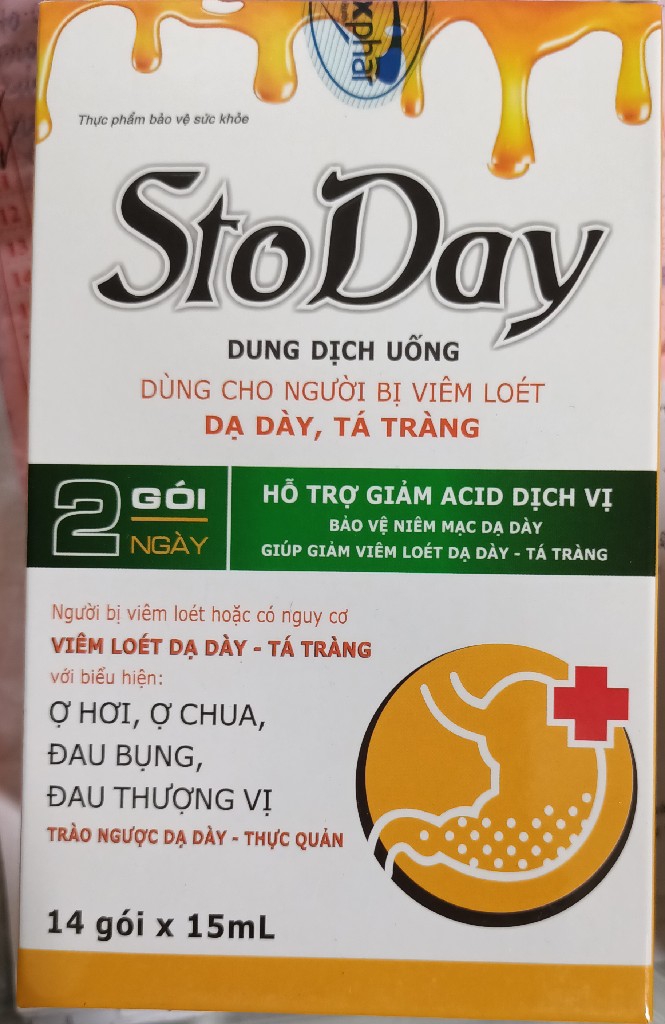 Thực phẩm bảo vệ sức khỏe
StoDay
DUNG DỊCH UỐNG
DÙNG CHO NGƯỜI BỊ VIÊM LOÉT
DẠ DÀY, TÁ TRÀNG
2 GÓI
NGÀY
HỖ TRỢ GIẢM ACID DỊCH VỊ
BẢO VỆ NIÊM MẠC DẠ DÀY
GIÚP GIẢM VIÊM LOÉT DẠ DÀY - TÁ TRÀNG
Người bị viêm loét hoặc có nguy cơ
VIÊM LOÉT DẠ DÀY - TÁ TRÀNG
với biểu hiện:
Ợ HƠI, Ợ CHUA,
ĐAU BỤNG,
ĐAU THƯỢNG VỊ
TRÀO NGƯỢC DẠ DÀY - THỰC QUẢN
14 gói x 15mL